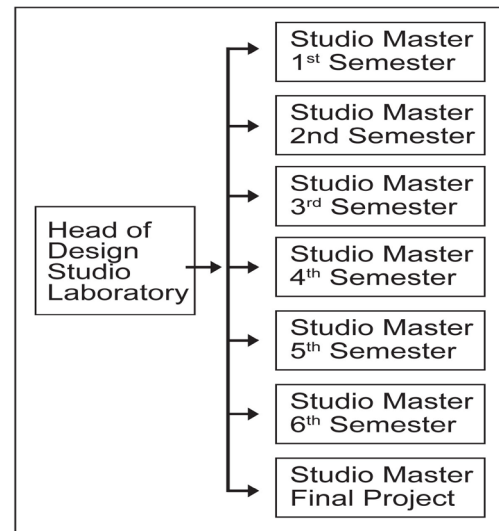 Studio Master
1st Semester
Studio Master
2nd Semester
Studio Master
3rd Semester
Head of
Design
Studio
Laboratory
Studio Master
4th Semester
Studio Master
5th Semester
Studio Master
6th Semester
Studio Master
Final Project